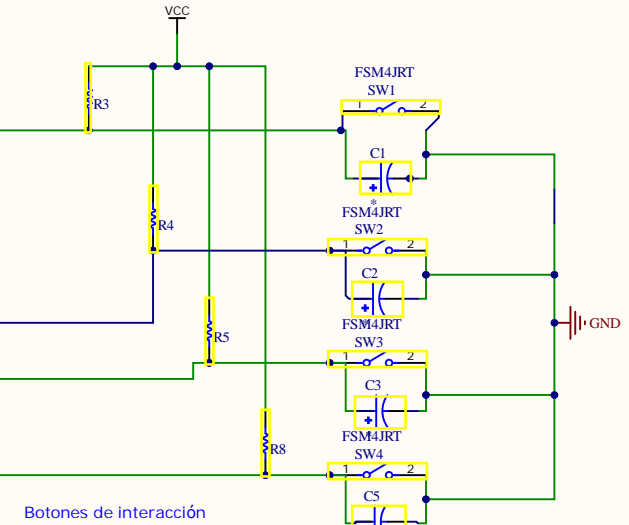 VCC
FSM4JRT
SW1
1 2
R3
C1
*
FSM4JRT
SW2
R4
1 2
C2
FSM4JRT
GND
R5
SW3
1 2
C3
FSM4JRT
R8
SW4
1 2
C5
Botones de interacción